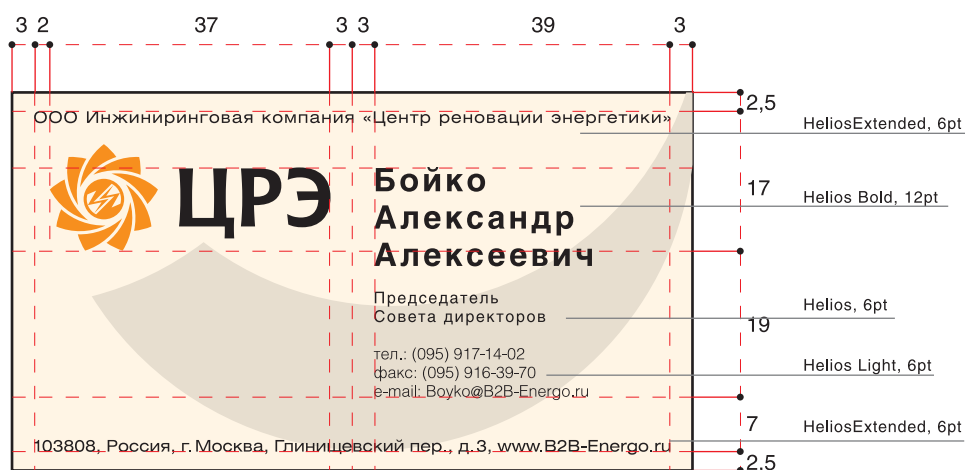 3 2 37 3 3 39 3
2,5
ООО Инжиниринговая компания «Центр реновации энергетики»
HeliosExtended, 6pt
ЦРЭ
Бойко
Александр
Алексеевич
17
Helios Bold, 12pt
Председатель
Совета директоров
Helios, 6pt
19
тел.: (095) 917-14-02
факс: (095) 916-39-70
e-mail: Boyko@B2B-Energo.ru
Helios Light, 6pt
7
HeliosExtended, 6pt
103808, Россия, г. Москва, Глинищевский пер., д.3, www.B2B-Energo.ru
2,5